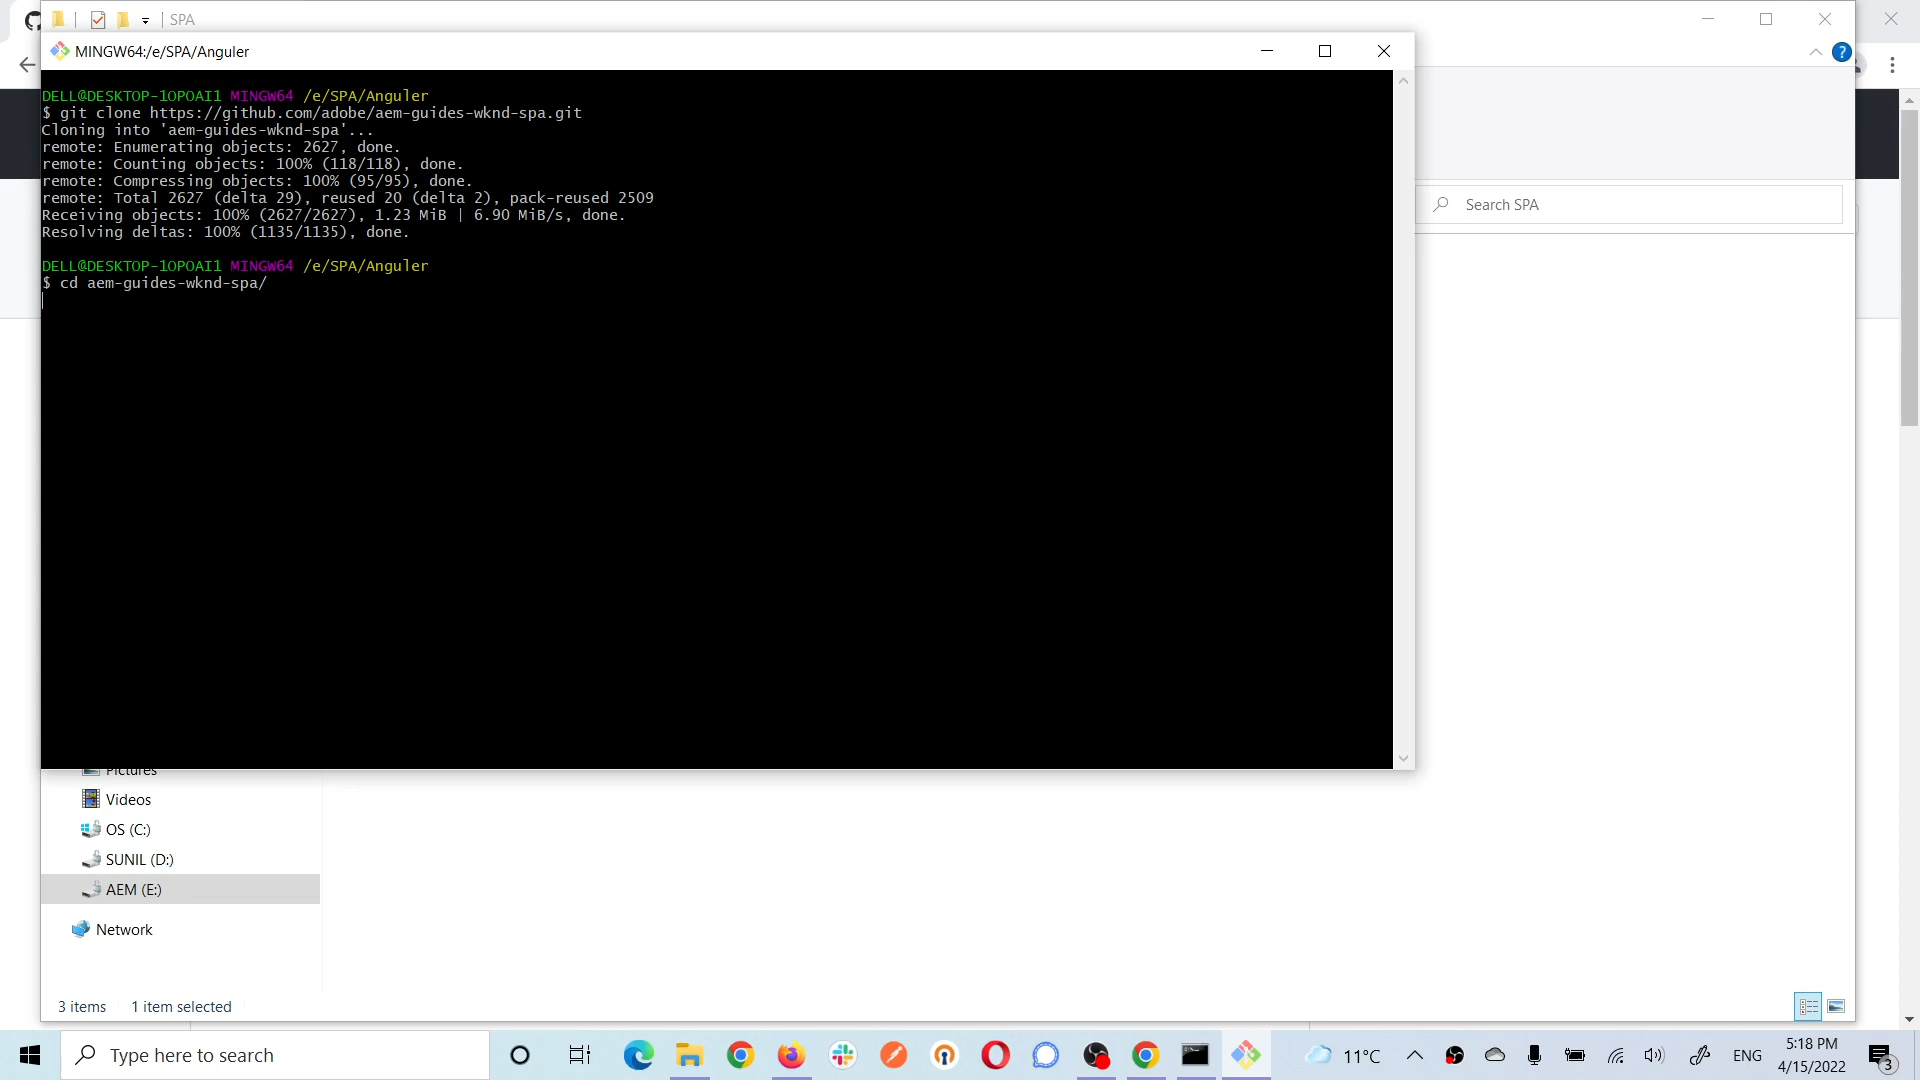 SPA
MINGW64:/e/SPA/Anguler
DELL@DESKTOP-1OPOAI1 MINGW64 /e/SPA/Anguler
$ git clone https://github.com/adobe/aem-guides-wknd-spa.git
Cloning into 'aem-guides-wknd-spa'...
remote: Enumerating objects: 2627, done.
remote: Counting objects: 100% (118/118), done.
remote: Compressing objects: 100% (95/95), done.
remote: Total 2627 (delta 29), reused 20 (delta 2), pack-reused 2509
Receiving objects: 100% (2627/2627), 1.23 MiB | 6.90 MiB/s, done.
Resolving deltas: 100% (1135/1135), done.
DELL@DESKTOP-1OPOAI1 MINGW64 /e/SPA/Anguler
$ cd aem-guides-wknd-spa/
Search SPA
Pictures
Videos
OS (C:)
SUNIL (D:)
AEM (E:)
Network
3 items 1 item selected
Type here to search
11°C
ENG
5:18 PM
4/15/2022
3